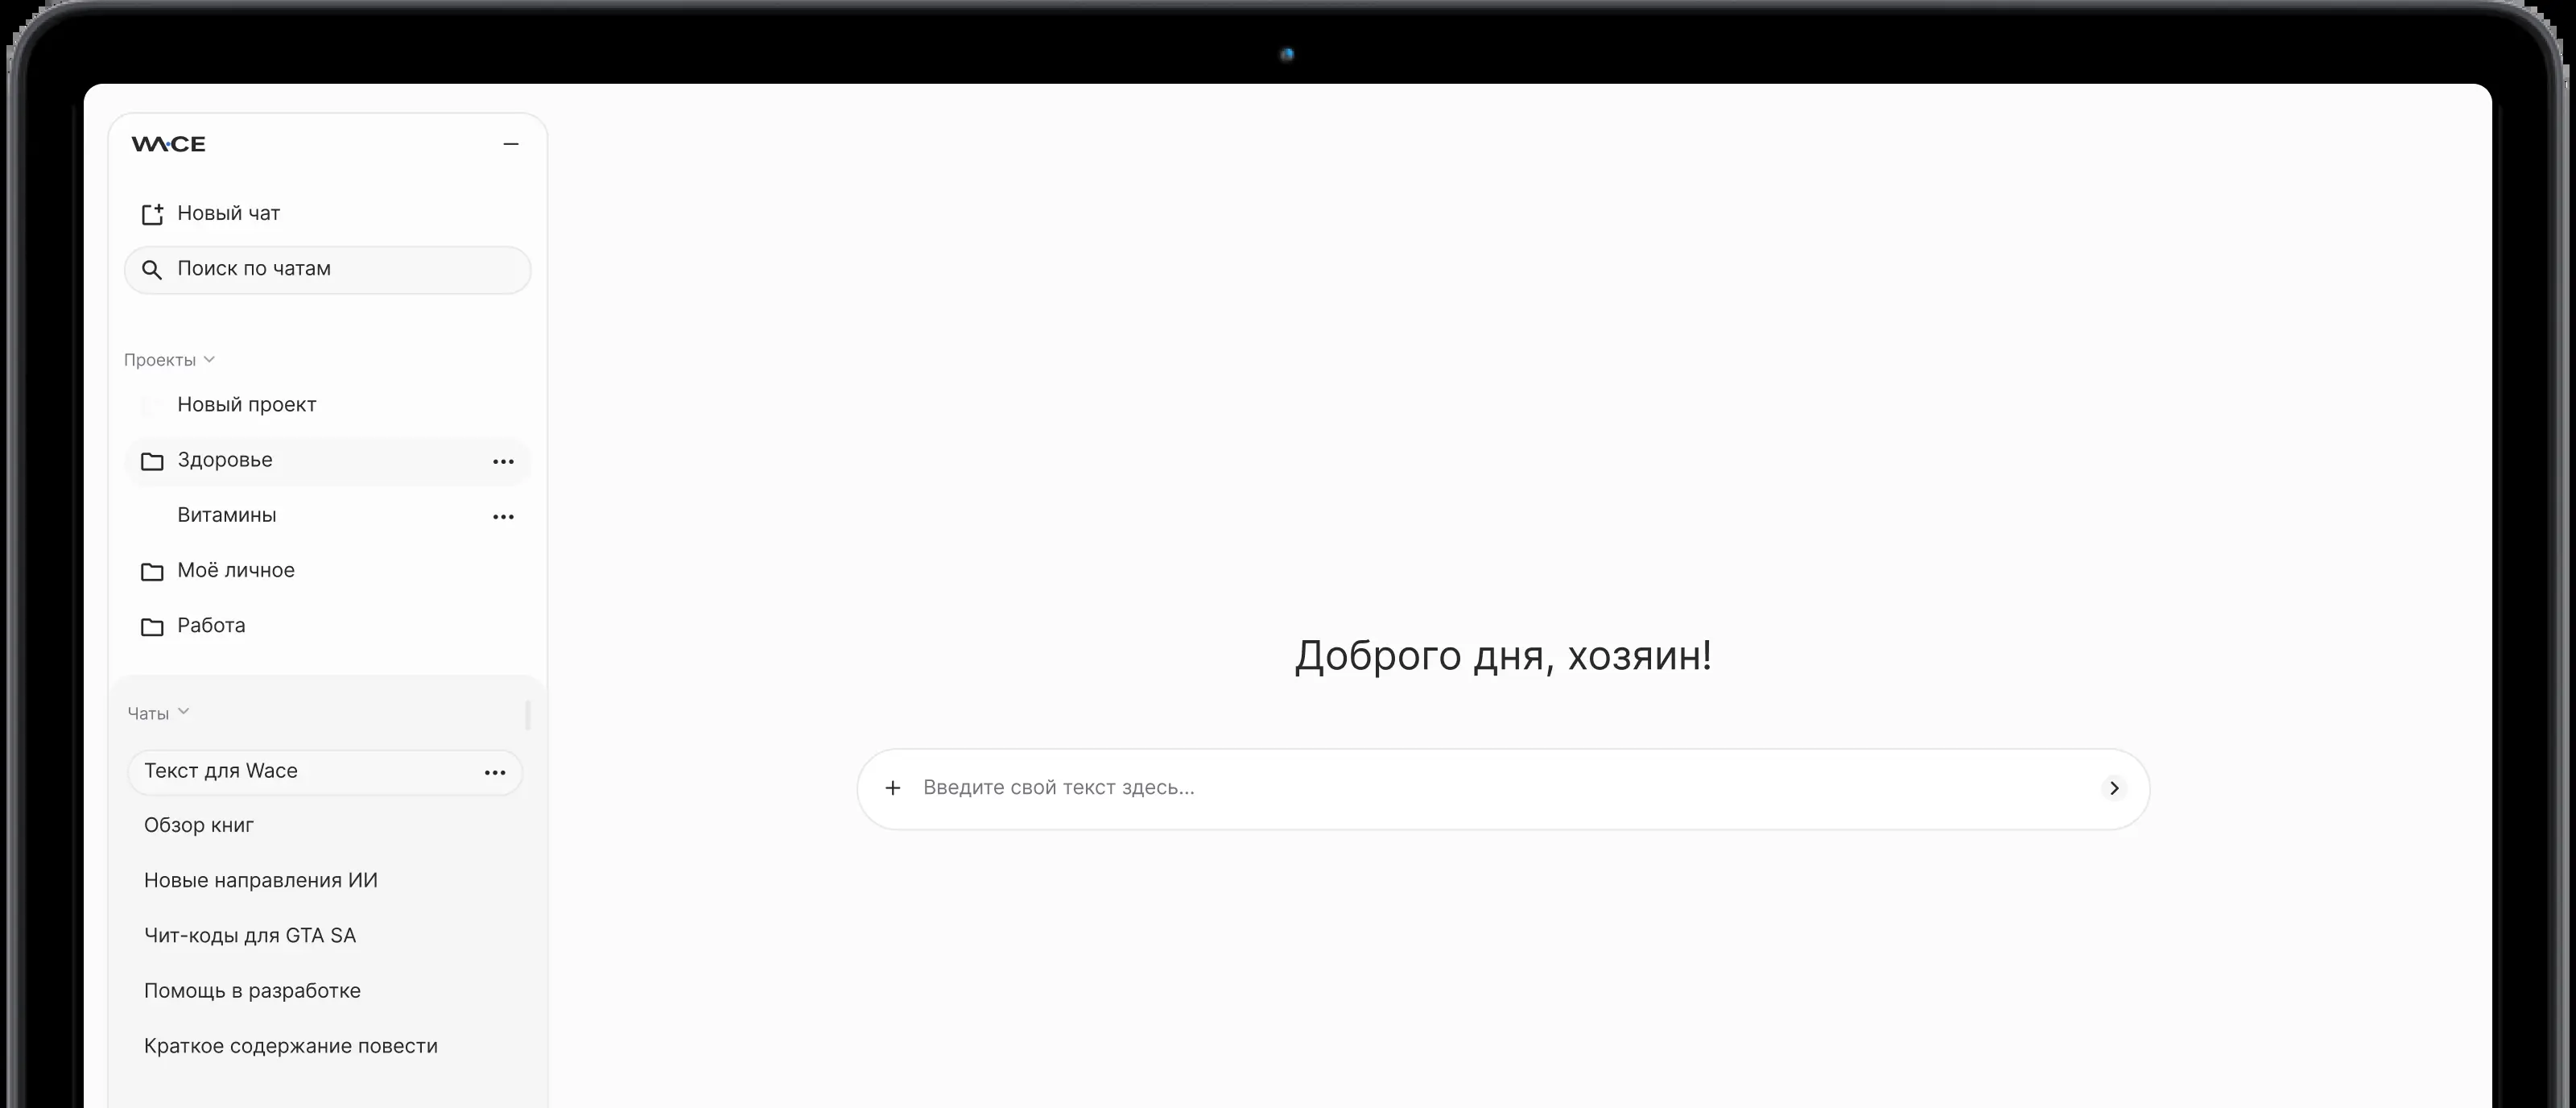 WACE
Новый чат
Поиск по чатам
Проекты
Новый проект
Здоровье
Витамины
Моё личное
Работа
Чаты
Текст для Wace
Обзор книг
Новые направления ИИ
Чит-коды для GTA SA
Помощь в разработке
Краткое содержание повести
Доброго дня, хозяин!
Введите свой текст здесь...